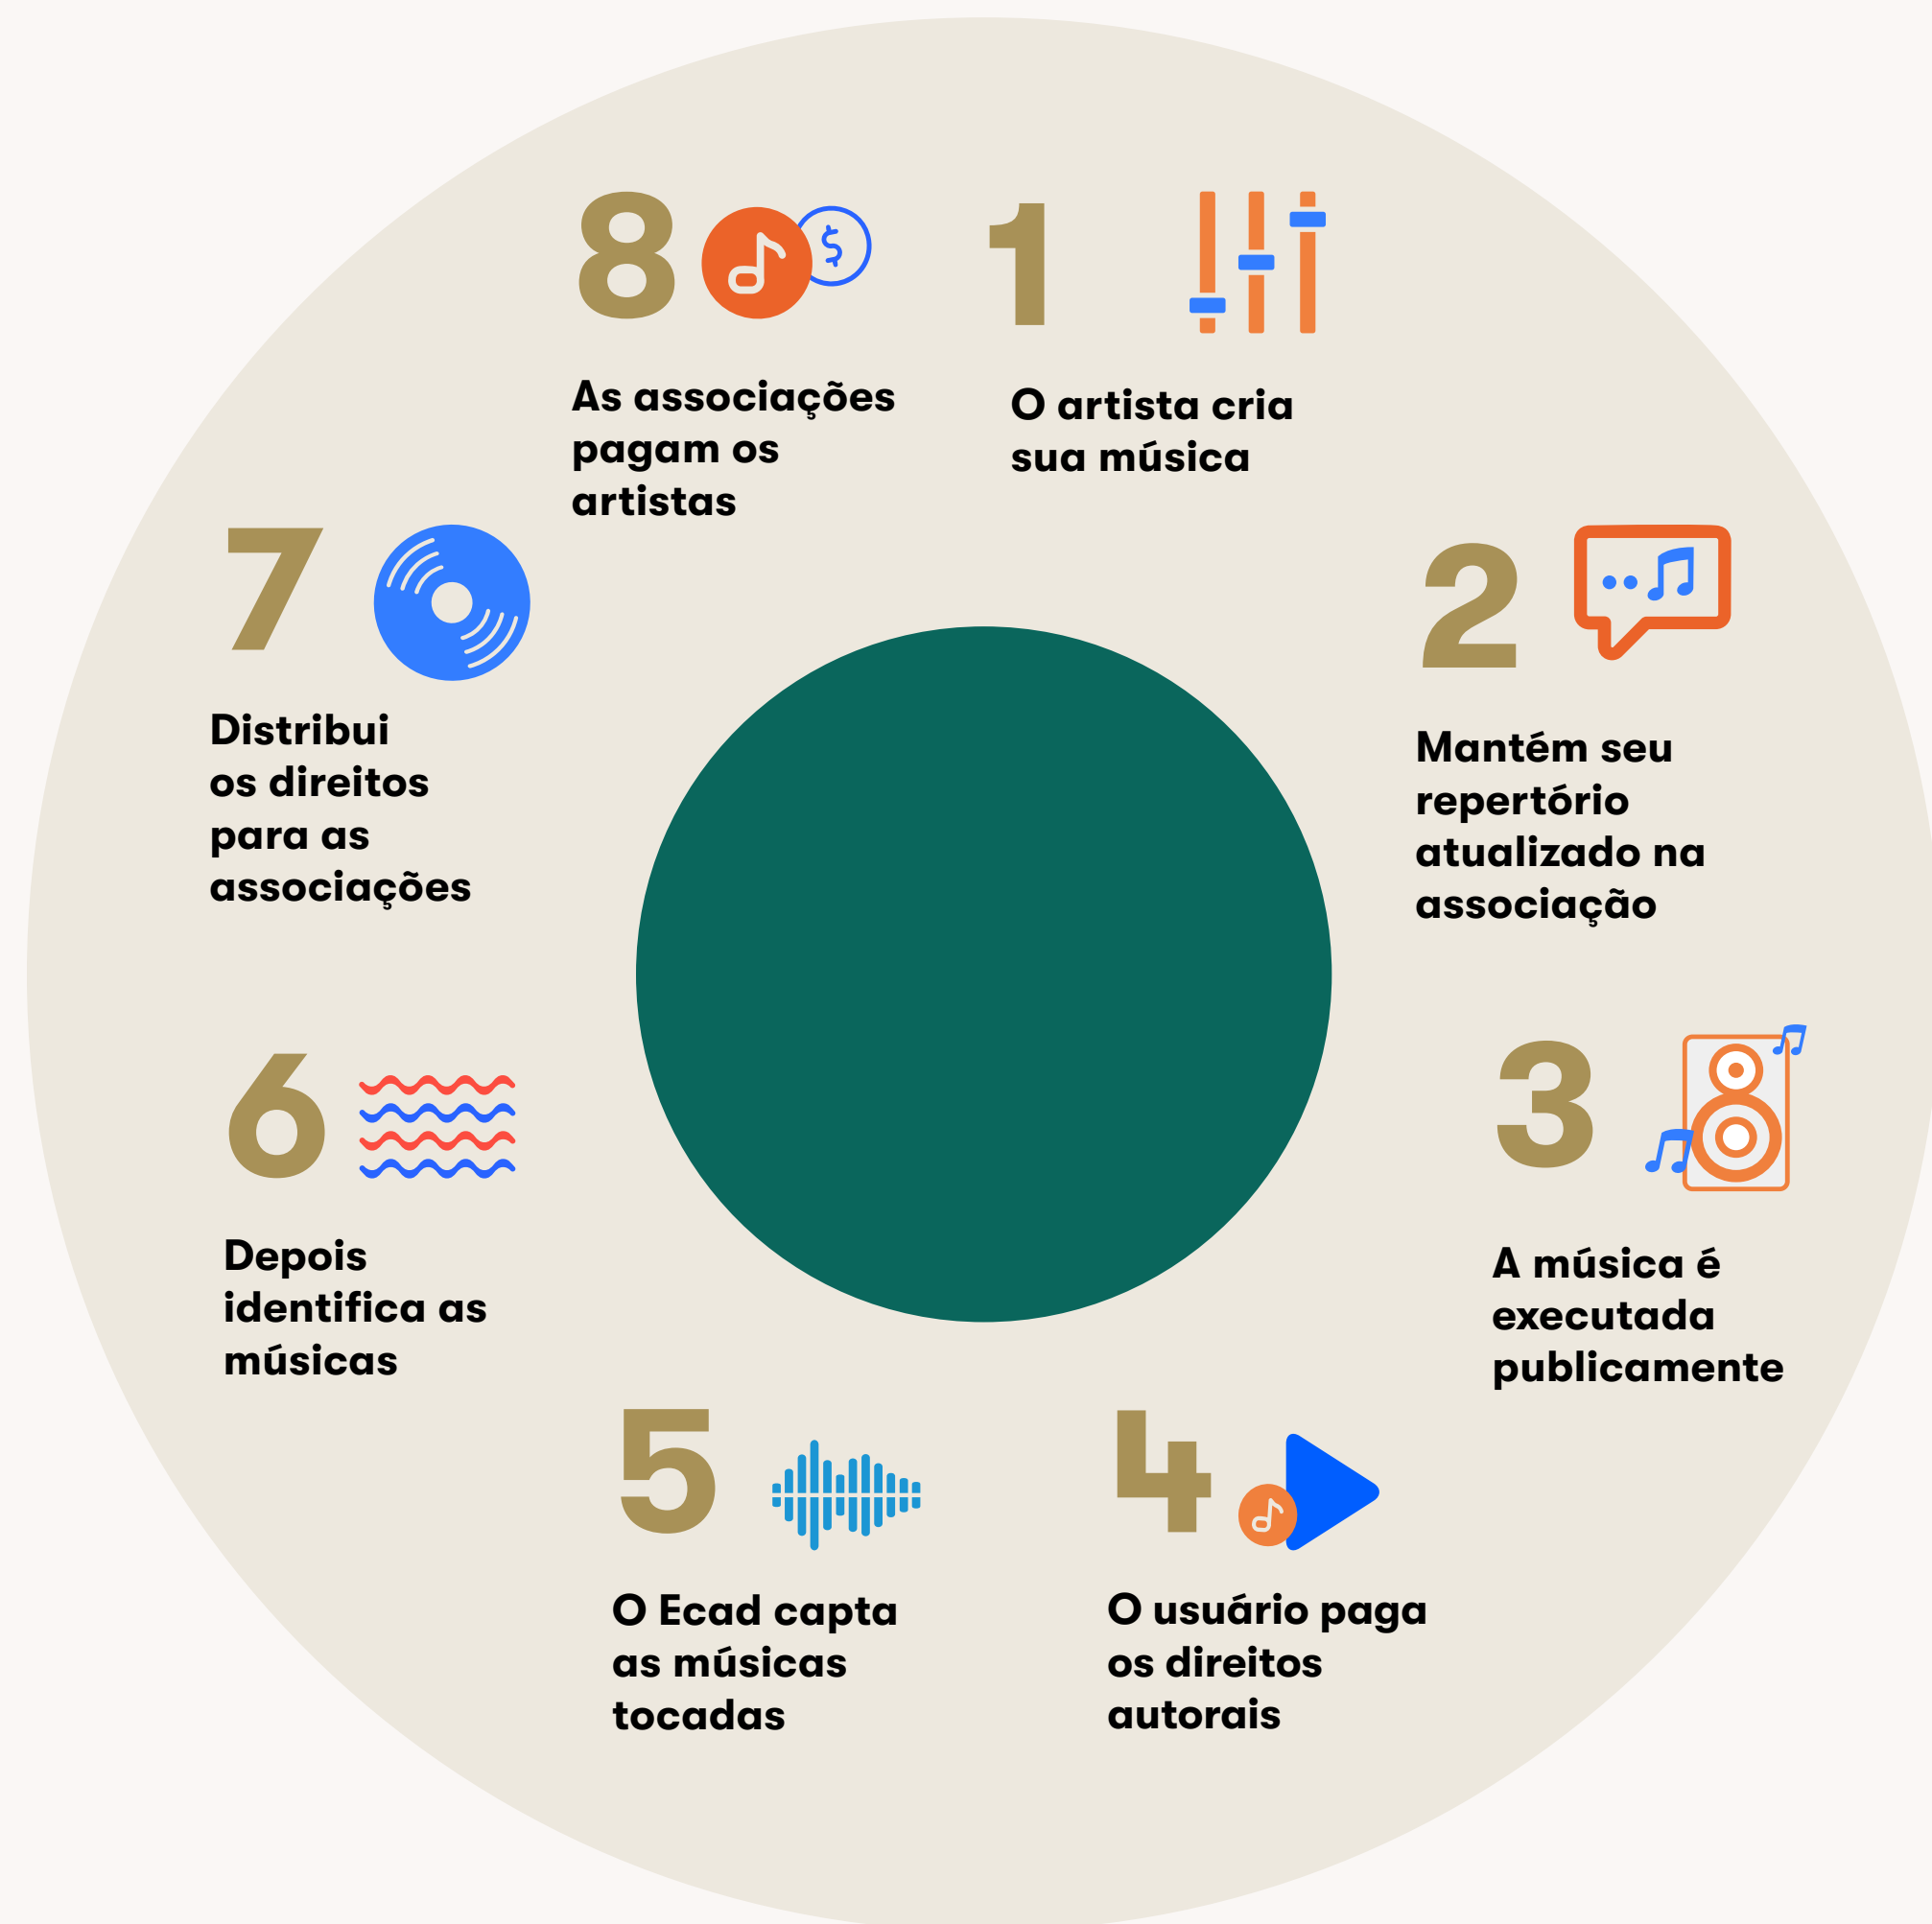 1
O artista cria
sua música
2
Mantém seu
repertório
atualizado na
associação
3
A música é
executada
publicamente
4
O usuário paga
os direitos
autorais
5
O Ecad capta
as músicas
tocadas
6
Depois
identifica as
músicas
7
Distribui
os direitos
para as
associações
8
$
As associações
pagam os
artistas